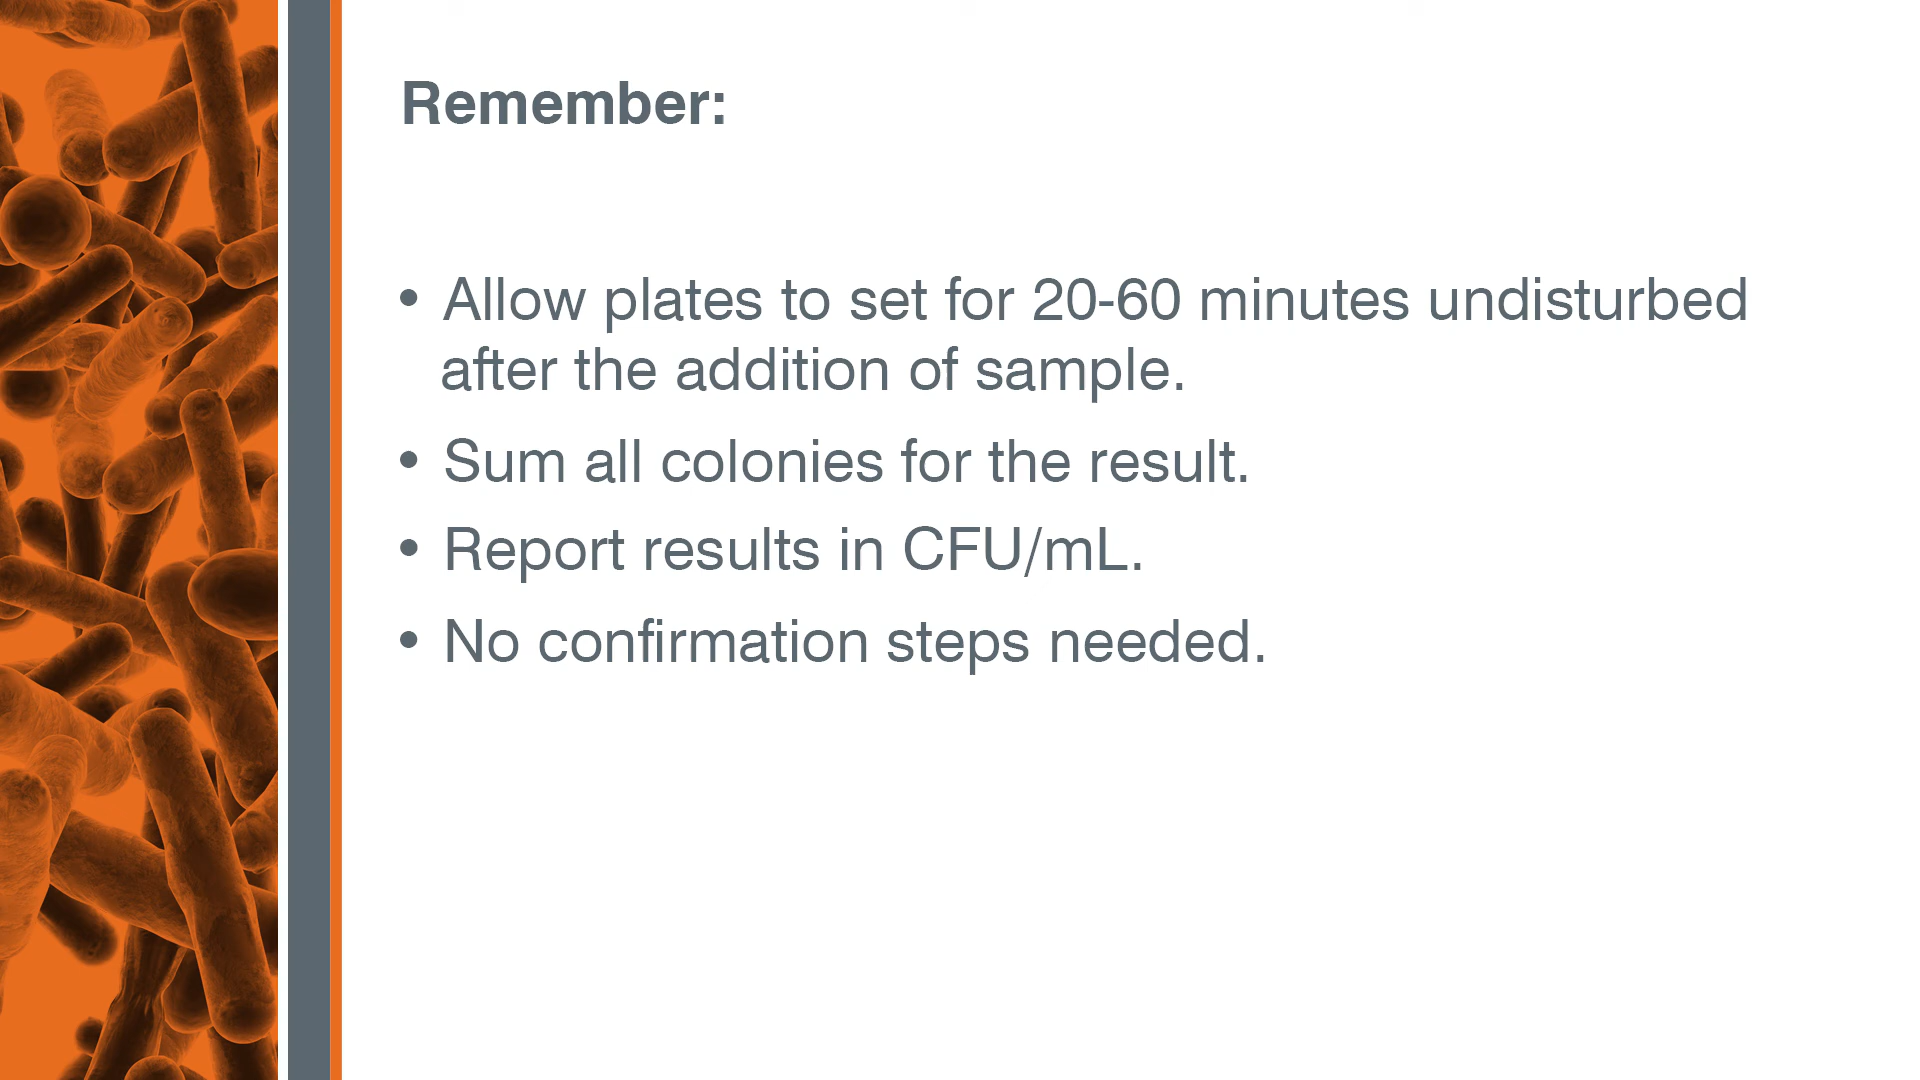 Remember:
• Allow plates to set for 20-60 minutes undisturbed
after the addition of sample.
• Sum all colonies for the result.
• Report results in CFU/mL.
• No confirmation steps needed.